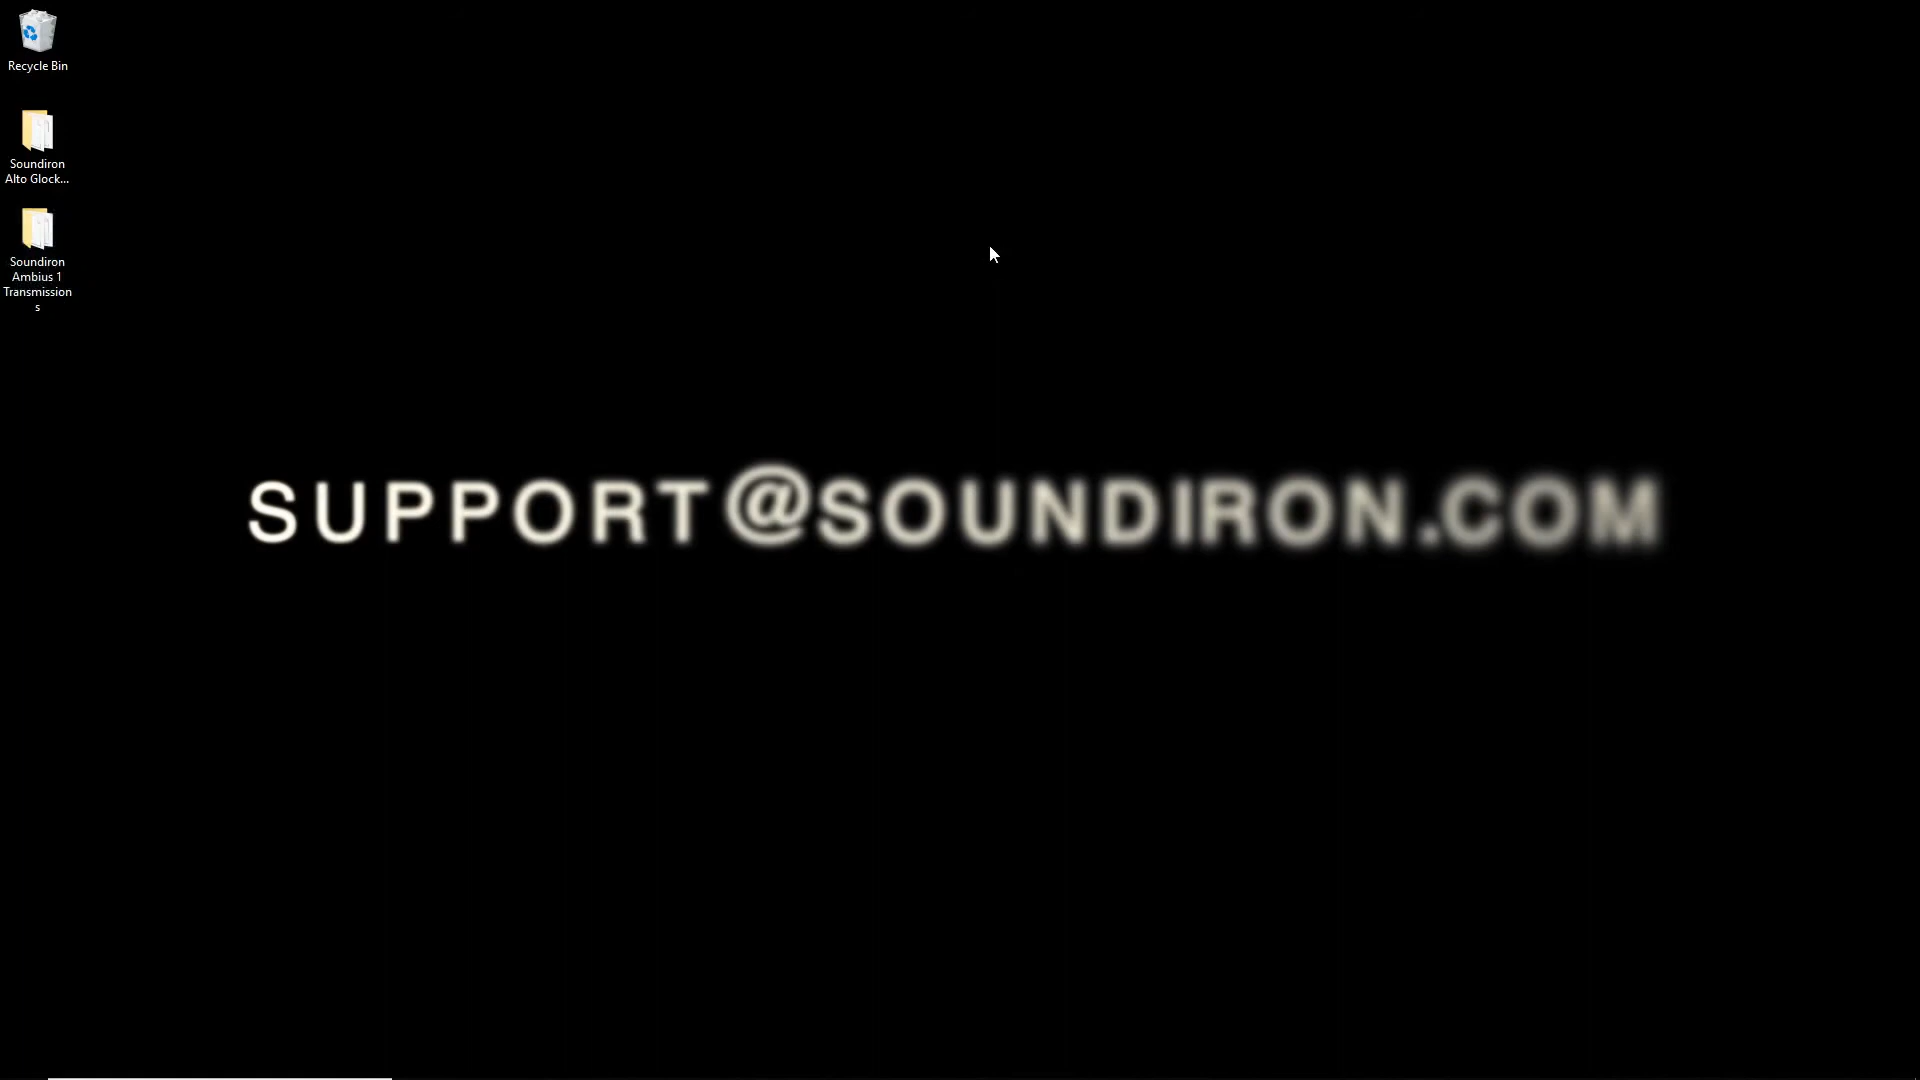 Recycle Bin
Soundiron
Alto Glock...
Soundiron
Ambius 1
Transmission
s
SUPPORT@SOUNDIRON.COM